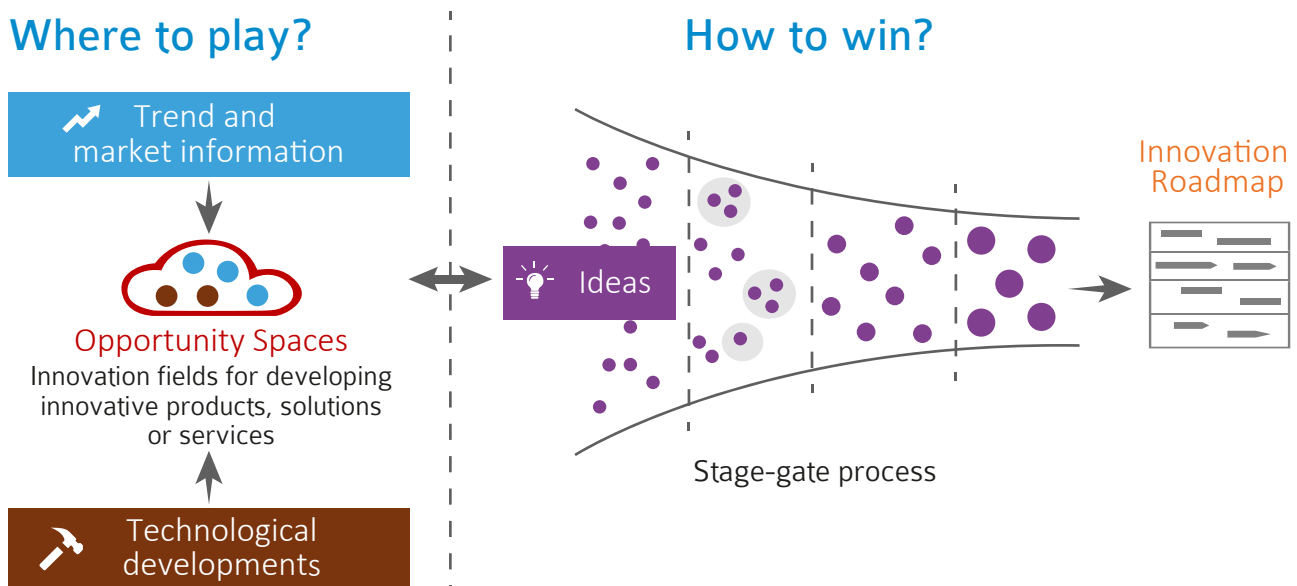 Where to play?
Trend and
market information
Opportunity Spaces
Innovation fields for developing
innovative products, solutions
or services
Technological
developments
How to win?
Ideas
Stage-gate process
Innovation
Roadmap